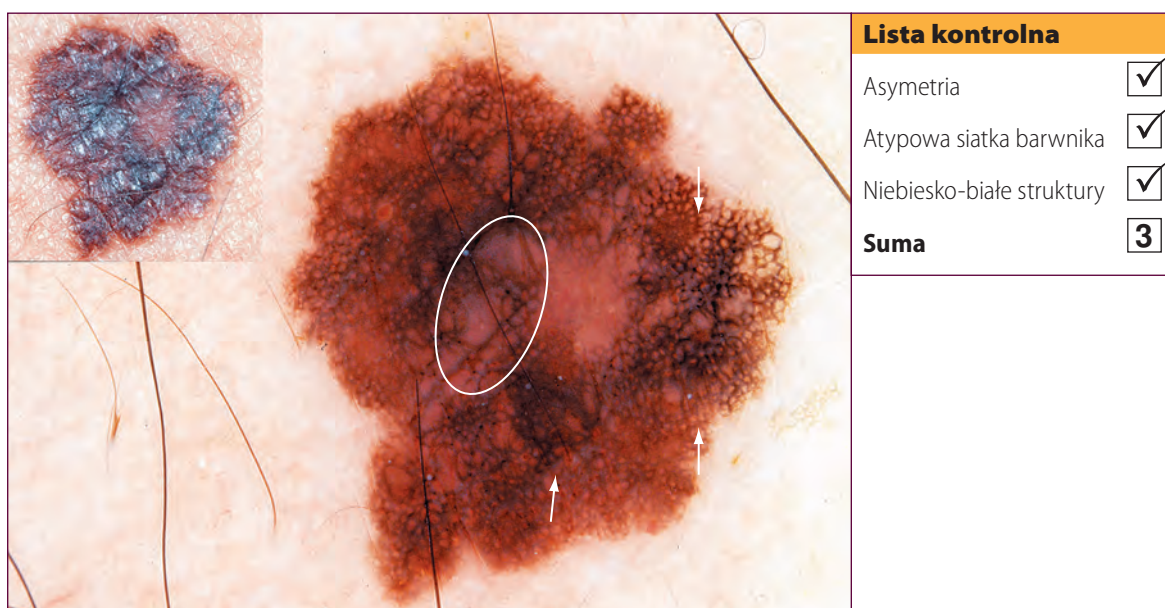 Lista kontrolna
Asymetria
Atypowa siatka barwnika
Niebiesko-białe struktury
Suma 3